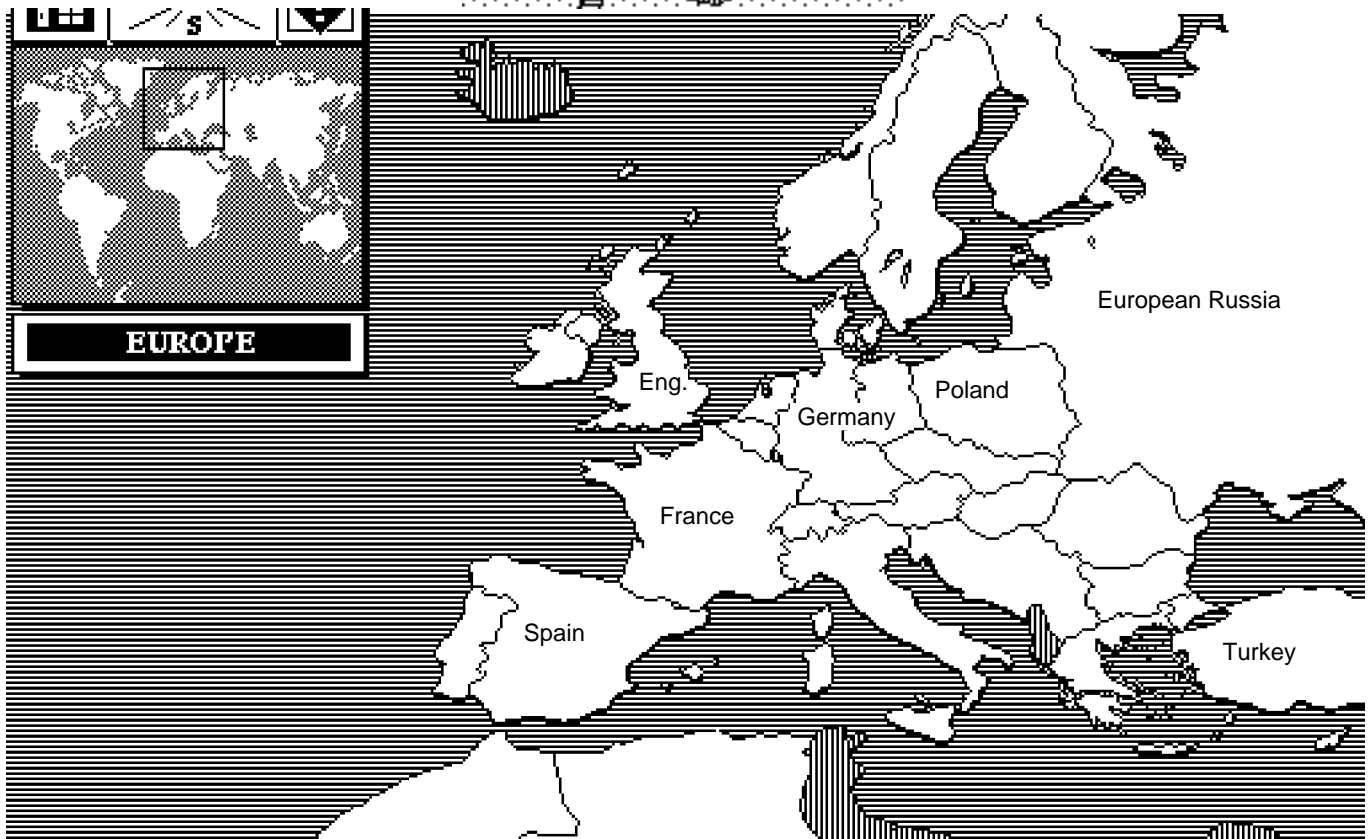 S
EUROPE
European Russia
Eng.
Poland
Germany
France
Spain
Turkey